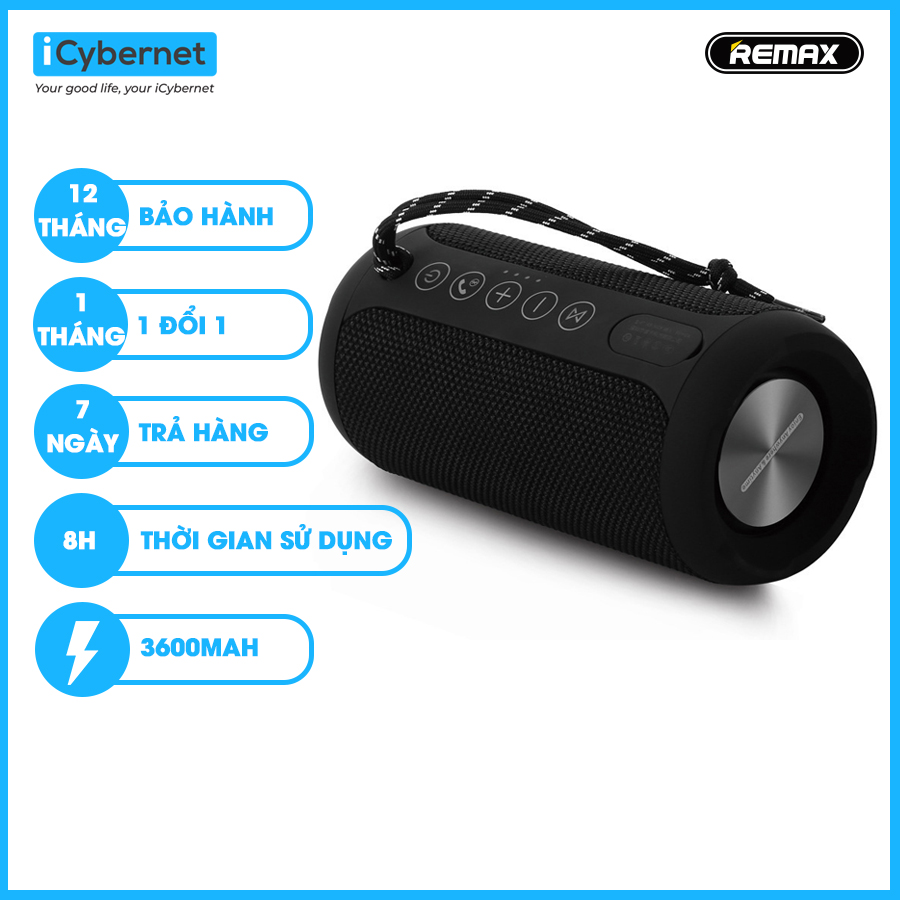 iCybernet
Your good life, your iCybernet
REMAX
12
THÁNG
BẢO HÀNH
1
THÁNG
1 ĐỔI 1
7
NGÀY
TRẢ HÀNG
8H
THỜI GIAN SỬ DỤNG
3600MAH